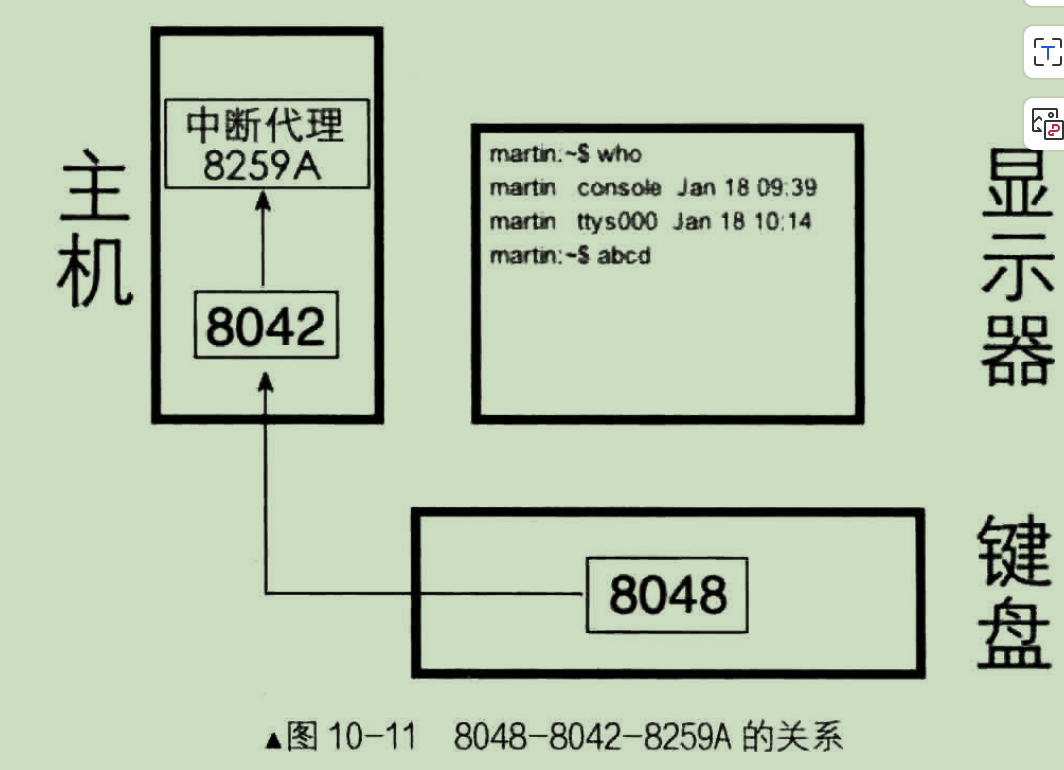 主机
中断代理
8259A
8042
martin:~$ who
martin console Jan 18 09:39
martin ttys000 Jan 18 10:14
martin:~$ abcd
显示器
8048
键盘
▲图 10-11 8048-8042-8259A 的关系